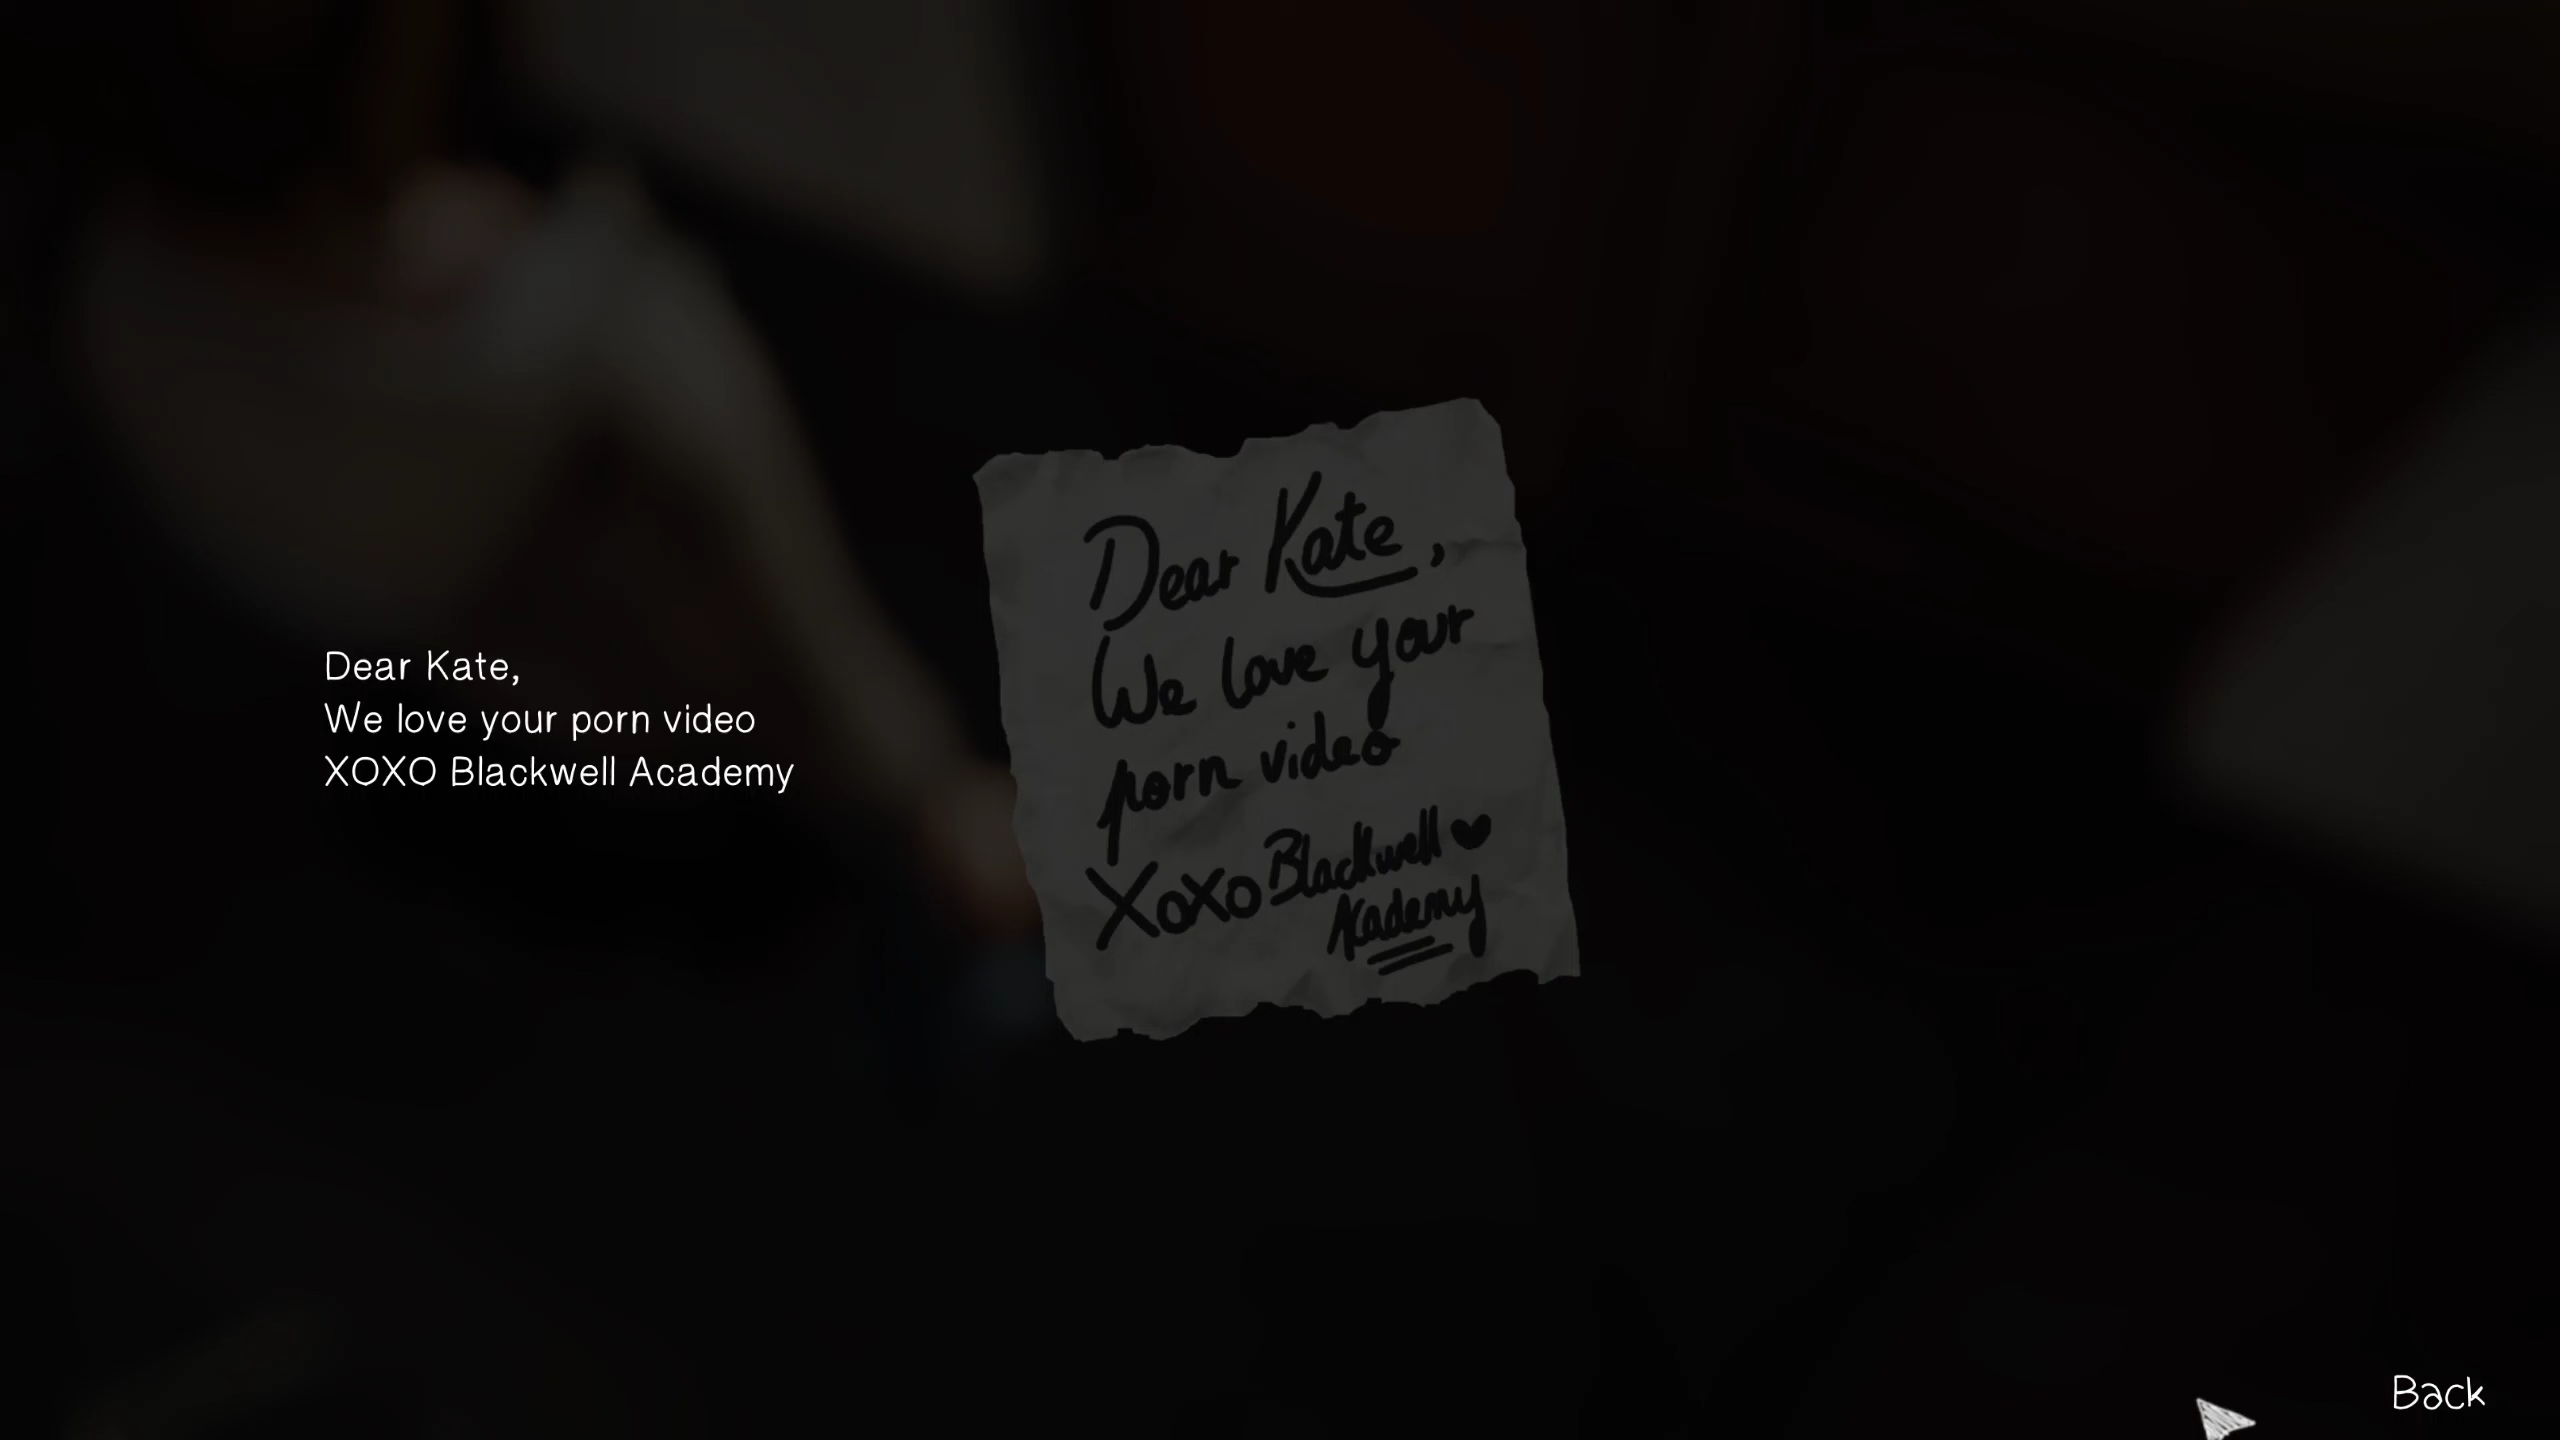 Dear Kate,
We love your porn video
XOXO Blackwell Academy
Dear Kate,
We love your
porn video
XoXo Blackwell ♥
Academy
Back